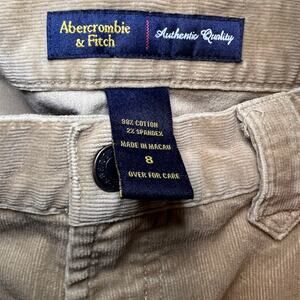 Abercrombie
& Fitch
Authentic Quality
98% COTTON
2% SPANDEX
MADE IN MACAU
8
OVER FOR CARE